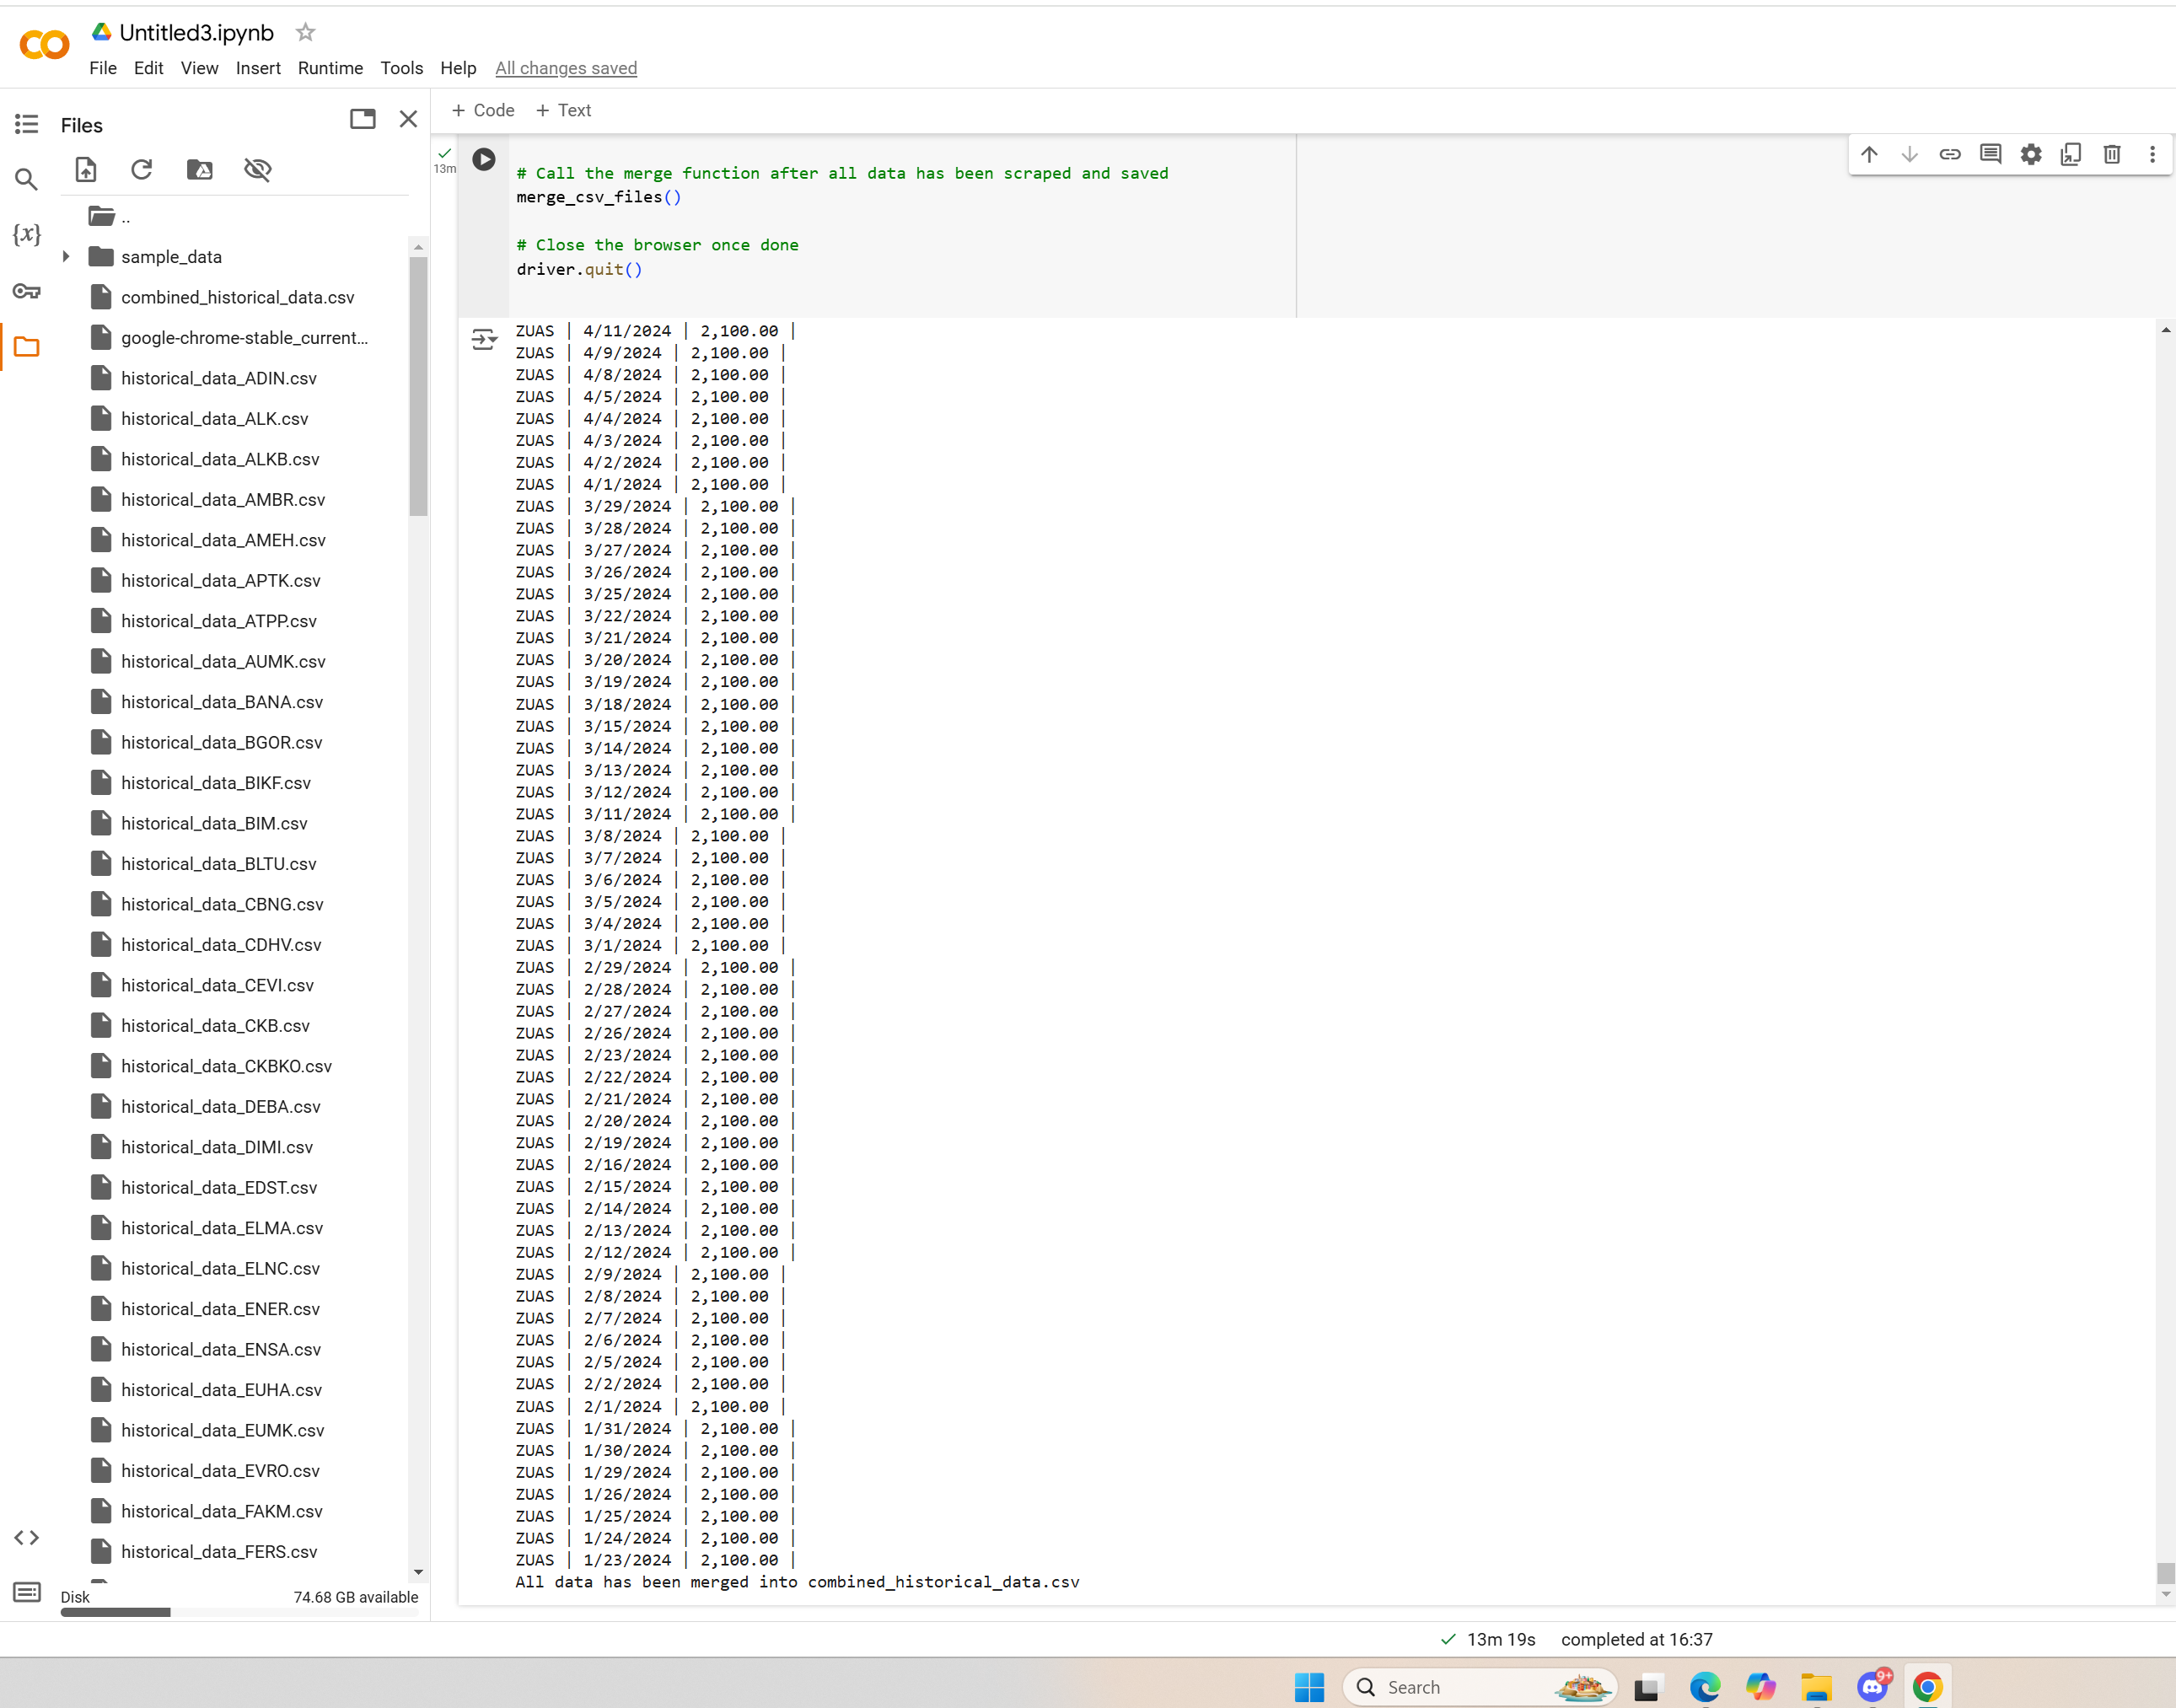 Untitled3.ipynb
File Edit View Insert Runtime Tools Help All changes saved
Files
+ Code + Text
..
sample_data
combined_historical_data.csv
google-chrome-stable_current...
historical_data_ADIN.csv
historical_data_ALK.csv
historical_data_ALKB.csv
historical_data_AMBR.csv
historical_data_AMEH.csv
historical_data_APTK.csv
historical_data_ATPP.csv
historical_data_AUMK.csv
historical_data_BANA.csv
historical_data_BGOR.csv
historical_data_BIKF.csv
historical_data_BIM.csv
historical_data_BLTU.csv
historical_data_CBNG.csv
historical_data_CDHV.csv
historical_data_CEVI.csv
historical_data_CKB.csv
historical_data_CKBKO.csv
historical_data_DEBA.csv
historical_data_DIMI.csv
historical_data_EDST.csv
historical_data_ELMA.csv
historical_data_ELNC.csv
historical_data_ENER.csv
historical_data_ENSA.csv
historical_data_EUHA.csv
historical_data_EUMK.csv
historical_data_EVRO.csv
historical_data_FAKM.csv
historical_data_FERS.csv
Disk 74.68 GB available
{x}
<>
13m
# Call the merge function after all data has been scraped and saved
merge_csv_files()
# Close the browser once done
driver.quit()
ZUAS | 4/11/2024 | 2,100.00 |
ZUAS | 4/9/2024 | 2,100.00 |
ZUAS | 4/8/2024 | 2,100.00 |
ZUAS | 4/5/2024 | 2,100.00 |
ZUAS | 4/4/2024 | 2,100.00 |
ZUAS | 4/3/2024 | 2,100.00 |
ZUAS | 4/2/2024 | 2,100.00 |
ZUAS | 4/1/2024 | 2,100.00 |
ZUAS | 3/29/2024 | 2,100.00 |
ZUAS | 3/28/2024 | 2,100.00 |
ZUAS | 3/27/2024 | 2,100.00 |
ZUAS | 3/26/2024 | 2,100.00 |
ZUAS | 3/25/2024 | 2,100.00 |
ZUAS | 3/22/2024 | 2,100.00 |
ZUAS | 3/21/2024 | 2,100.00 |
ZUAS | 3/20/2024 | 2,100.00 |
ZUAS | 3/19/2024 | 2,100.00 |
ZUAS | 3/18/2024 | 2,100.00 |
ZUAS | 3/15/2024 | 2,100.00 |
ZUAS | 3/14/2024 | 2,100.00 |
ZUAS | 3/13/2024 | 2,100.00 |
ZUAS | 3/12/2024 | 2,100.00 |
ZUAS | 3/11/2024 | 2,100.00 |
ZUAS | 3/8/2024 | 2,100.00 |
ZUAS | 3/7/2024 | 2,100.00 |
ZUAS | 3/6/2024 | 2,100.00 |
ZUAS | 3/5/2024 | 2,100.00 |
ZUAS | 3/4/2024 | 2,100.00 |
ZUAS | 3/1/2024 | 2,100.00 |
ZUAS | 2/29/2024 | 2,100.00 |
ZUAS | 2/28/2024 | 2,100.00 |
ZUAS | 2/27/2024 | 2,100.00 |
ZUAS | 2/26/2024 | 2,100.00 |
ZUAS | 2/23/2024 | 2,100.00 |
ZUAS | 2/22/2024 | 2,100.00 |
ZUAS | 2/21/2024 | 2,100.00 |
ZUAS | 2/20/2024 | 2,100.00 |
ZUAS | 2/19/2024 | 2,100.00 |
ZUAS | 2/16/2024 | 2,100.00 |
ZUAS | 2/15/2024 | 2,100.00 |
ZUAS | 2/14/2024 | 2,100.00 |
ZUAS | 2/13/2024 | 2,100.00 |
ZUAS | 2/12/2024 | 2,100.00 |
ZUAS | 2/9/2024 | 2,100.00 |
ZUAS | 2/8/2024 | 2,100.00 |
ZUAS | 2/7/2024 | 2,100.00 |
ZUAS | 2/6/2024 | 2,100.00 |
ZUAS | 2/5/2024 | 2,100.00 |
ZUAS | 2/2/2024 | 2,100.00 |
ZUAS | 2/1/2024 | 2,100.00 |
ZUAS | 1/31/2024 | 2,100.00 |
ZUAS | 1/30/2024 | 2,100.00 |
ZUAS | 1/29/2024 | 2,100.00 |
ZUAS | 1/26/2024 | 2,100.00 |
ZUAS | 1/25/2024 | 2,100.00 |
ZUAS | 1/24/2024 | 2,100.00 |
ZUAS | 1/23/2024 | 2,100.00 |
All data has been merged into combined_historical_data.csv
13m 19s completed at 16:37
Search
9+